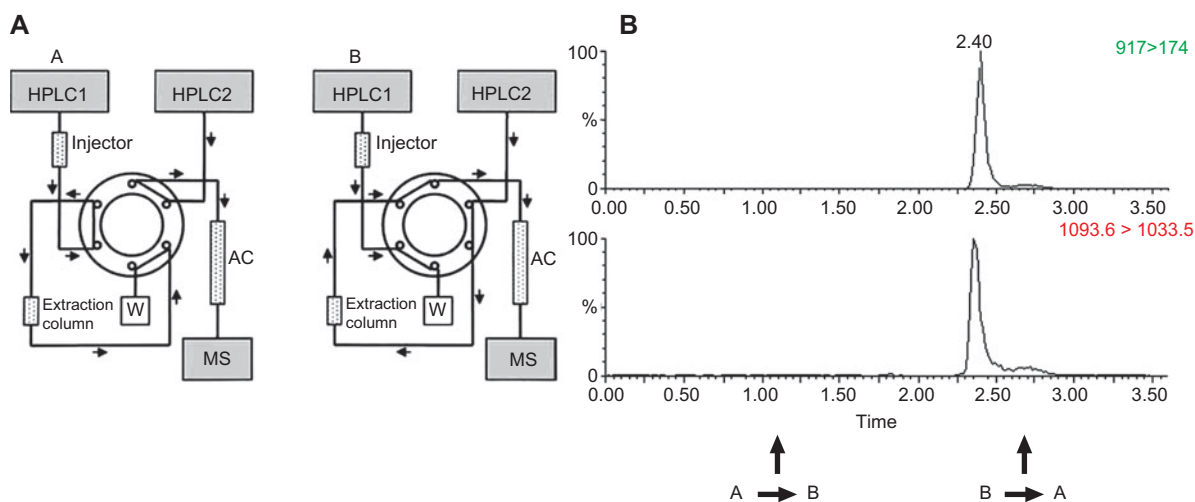 A
A
HPLC1
HPLC2
Injector
AC
Extraction
column
W
MS
B
HPLC1
HPLC2
Injector
AC
Extraction
column
W
MS
B
2.40
917>174
100
%
0
0.00 0.50 1.00 1.50 2.00 2.50 3.00 3.50
1093.6 > 1033.5
100
%
0
0.00 0.50 1.00 1.50 2.00 2.50 3.00 3.50
Time
A B
B A